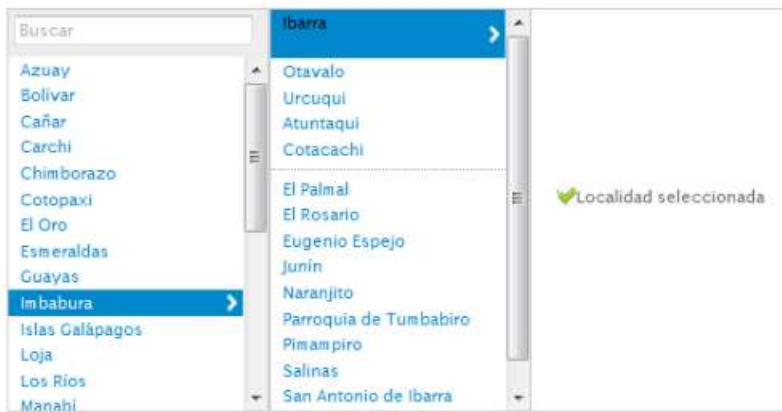 Buscar
Azuay
Bolívar
Cañar
Carchi
Chimborazo
Cotopaxi
El Oro
Esmeraldas
Guayas
Imbabura
Islas Galápagos
Loja
Los Ríos
Manabí
Ibarra
Otavalo
Urcuqui
Atuntaqui
Cotacachi
El Palmal
El Rosario
Eugenio Espejo
Junín
Naranjito
Parroquia de Tumbabiro
Pimampiro
Salinas
San Antonio de Ibarra
Localidad seleccionada